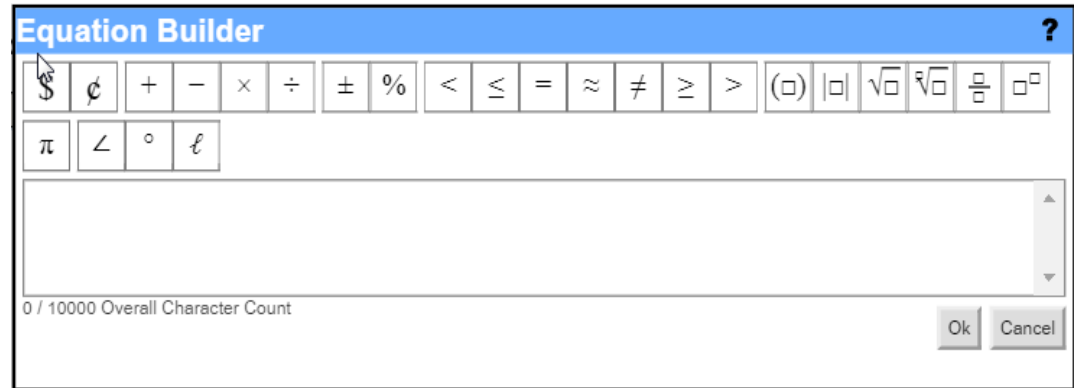 Equation Builder ?
$ ¢ + − × ÷ ± % < ≤ = ≈ ≠ ≥ > (□) |□| √□ ▫√□ □/□ □▫
π ∠ ° ℓ
0 / 10000 Overall Character Count
Ok Cancel